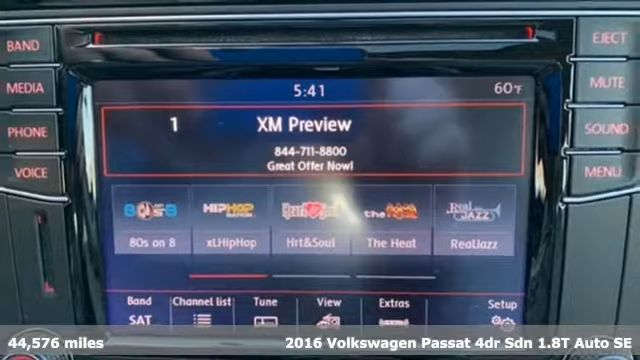 BAND
EJECT
5:41
60°F
MEDIA
MUTE
1 XM Preview
844-711-8800
Great Offer Now!
PHONE
SOUND
VOICE
MENU
80s on 8
HIPHOP NATION
Heart & Soul
the HEAT
Real JAZZ
80s on 8
xLHipHop
Hrt&Soul
The Heat
RealJazz
Band
Channel list
Tune
View
Extras
Setup
SAT
44,576 miles
2016 Volkswagen Passat 4dr Sdn 1.8T Auto SE